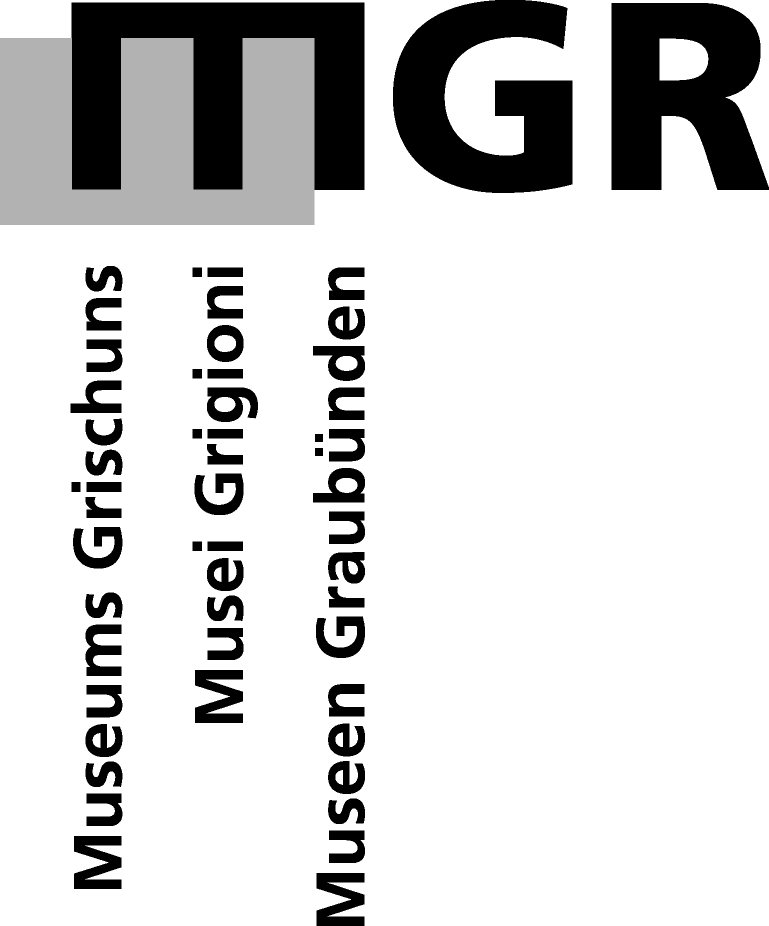 mGR
Museums Grischuns
Musei Grigioni
Museen Graubünden